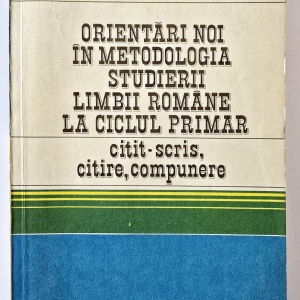 ORIENTĂRI NOI
ÎN METODOLOGIA
STUDIERII
LIMBII ROMÂNE
LA CICLUL PRIMAR
citit-scris,
citire, compunere